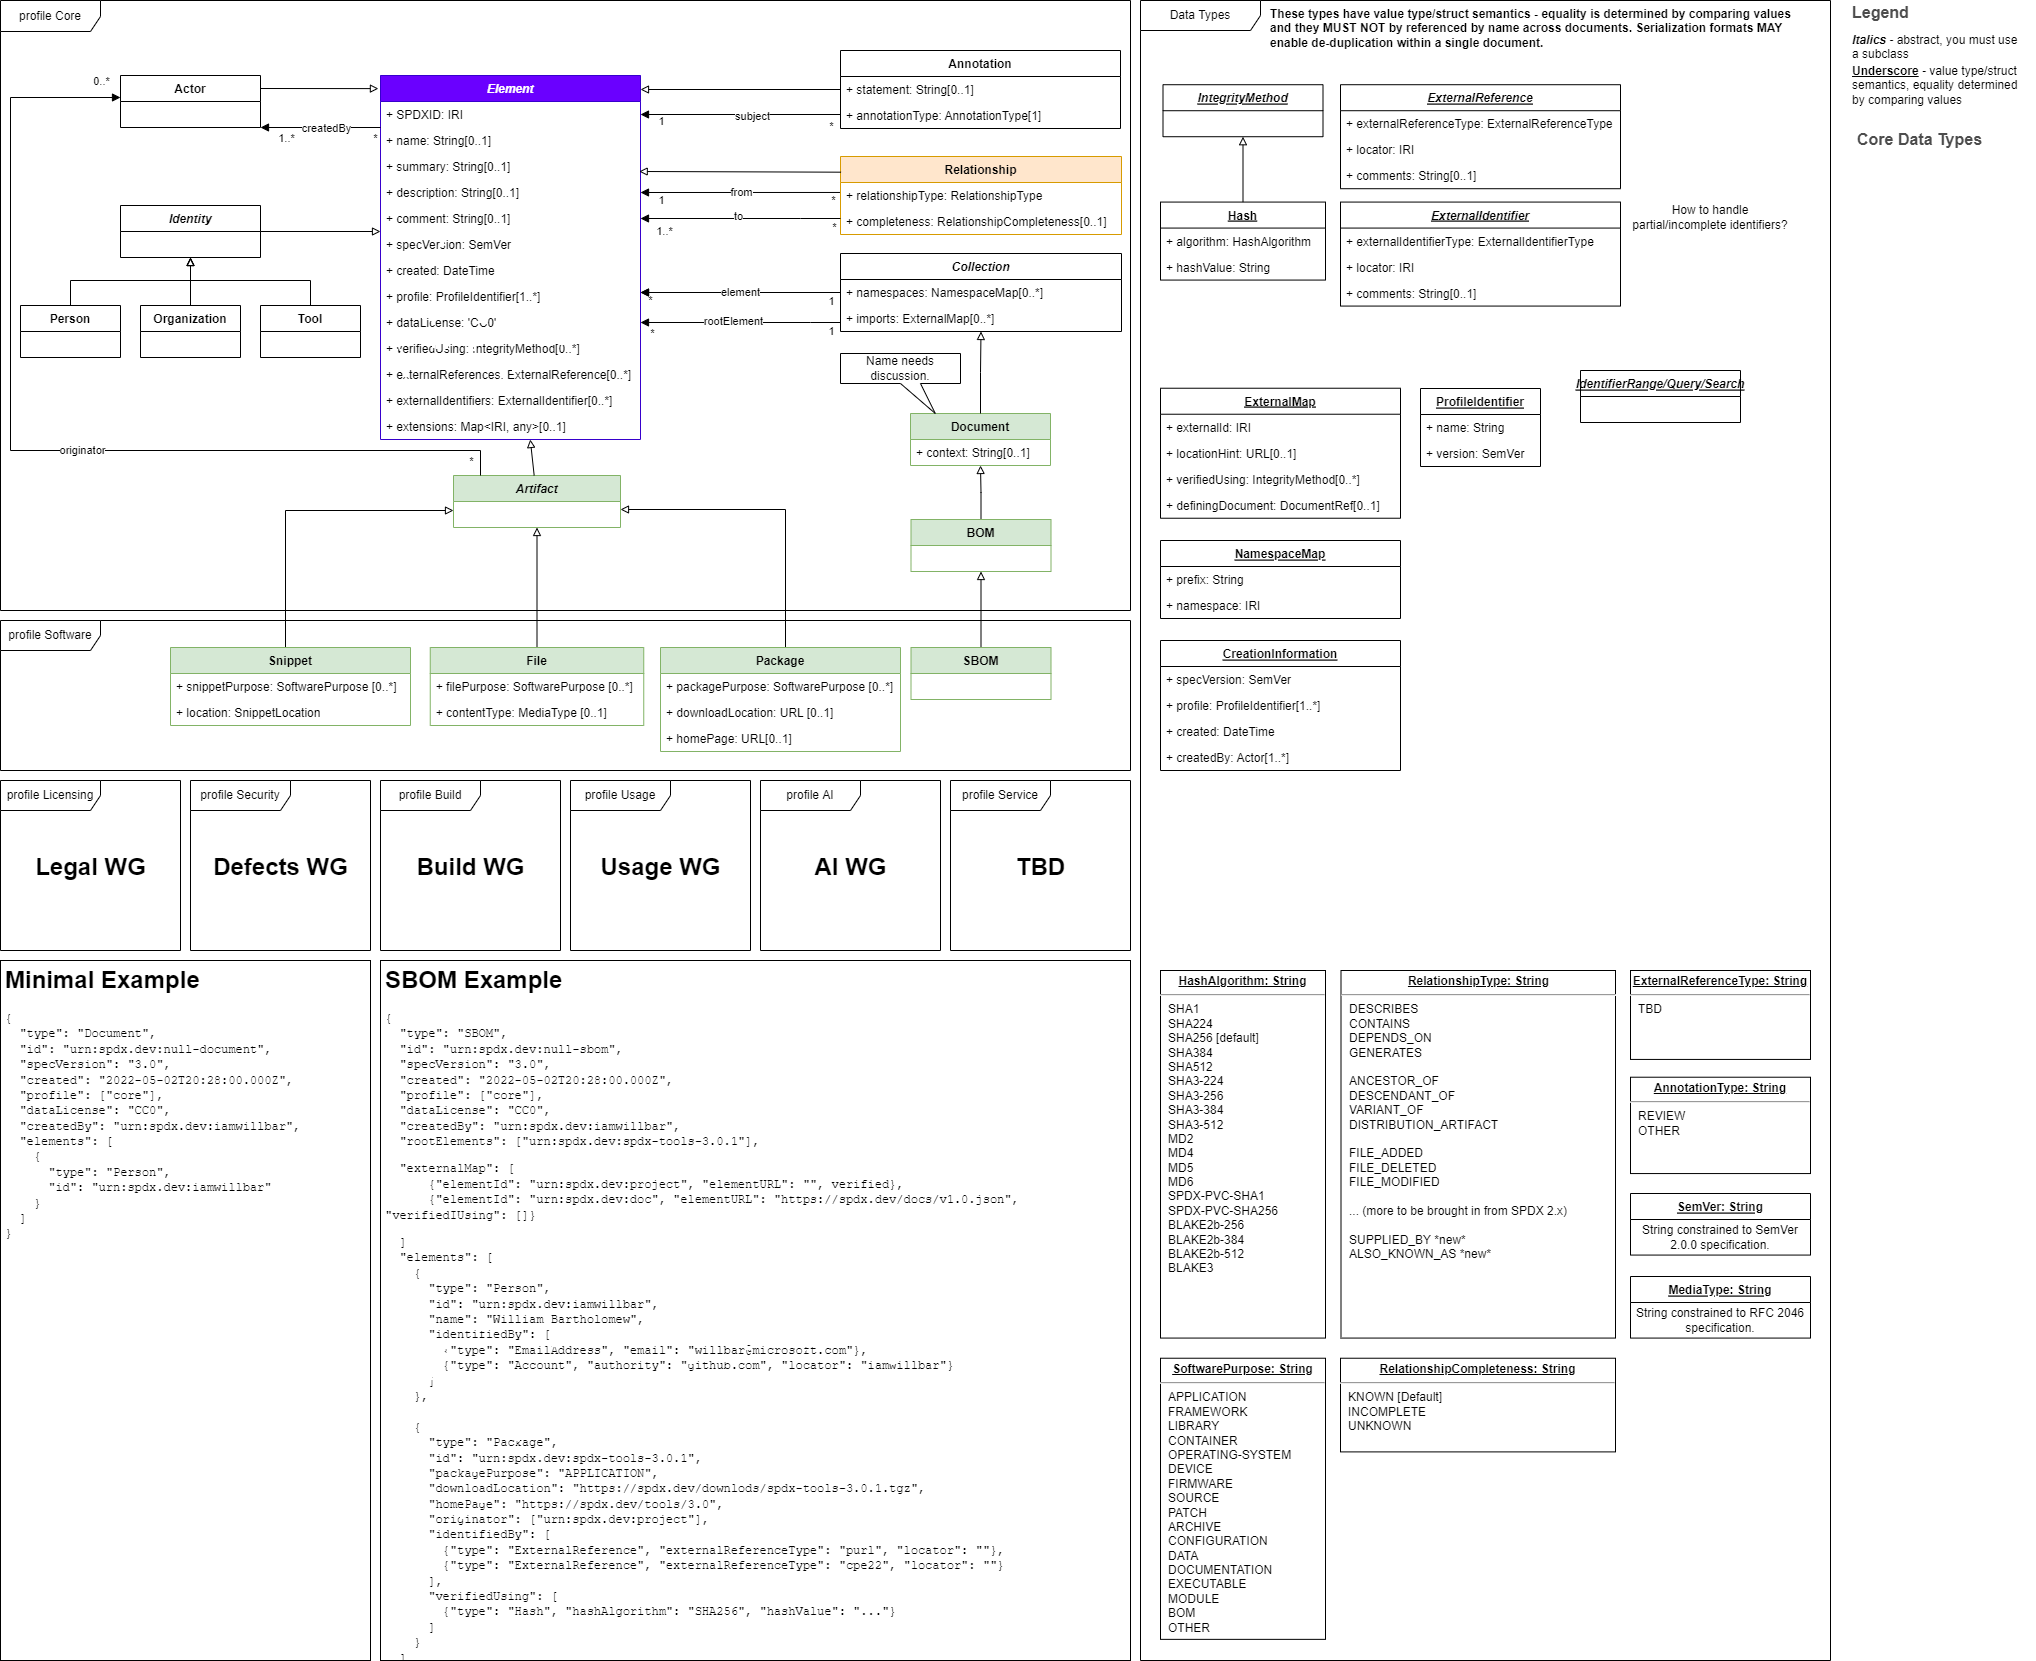 profile Core
Actor
0..*
createdBy
1..*
*
Identity
Person
Organization
Tool
originator
*
Element
+ SPDXID: IRI
+ name: String[0..1]
+ summary: String[0..1]
+ description: String[0..1]
+ comment: String[0..1]
+ specVersion: SemVer
+ created: DateTime
+ profile: ProfileIdentifier[1..*]
+ dataLicense: 'CC0'
+ verifiedUsing: IntegrityMethod[0..*]
+ externalReferences: ExternalReference[0..*]
+ externalIdentifiers: ExternalIdentifier[0..*]
+ extensions: Map<IRI, any>[0..1]
Annotation
+ statement: String[0..1]
+ annotationType: AnnotationType[1]
subject
1
*
Relationship
+ relationshipType: RelationshipType
+ completeness: RelationshipCompleteness[0..1]
from
1
*
to
1..*
*
Collection
+ namespaces: NamespaceMap[0..*]
+ imports: ExternalMap[0..*]
element
*
1
rootElement
*
1
Name needs
discussion.
Document
+ context: String[0..1]
BOM
Artifact
profile Software
Snippet
+ snippetPurpose: SoftwarePurpose [0..*]
+ location: SnippetLocation
File
+ filePurpose: SoftwarePurpose [0..*]
+ contentType: MediaType [0..1]
Package
+ packagePurpose: SoftwarePurpose [0..*]
+ downloadLocation: URL [0..1]
+ homePage: URL[0..1]
SBOM
profile Licensing
Legal WG
profile Security
Defects WG
profile Build
Build WG
profile Usage
Usage WG
profile AI
AI WG
profile Service
TBD
Minimal Example
{
"type": "Document",
"id": "urn:spdx.dev:null-document",
"specVersion": "3.0",
"created": "2022-05-02T20:28:00.000Z",
"profile": ["core"],
"dataLicense": "CC0",
"createdBy": "urn:spdx.dev:iamwillbar",
"elements": [
{
"type": "Person",
"id": "urn:spdx.dev:iamwillbar"
}
]
}
SBOM Example
{
"type": "SBOM",
"id": "urn:spdx.dev:null-sbom",
"specVersion": "3.0",
"created": "2022-05-02T20:28:00.000Z",
"profile": ["core"],
"dataLicense": "CC0",
"createdBy": "urn:spdx.dev:iamwillbar",
"rootElements": ["urn:spdx.dev:spdx-tools-3.0.1"],
"externalMap": [
{"elementId": "urn:spdx.dev:project", "elementURL": "", verified},
{"elementId": "urn:spdx.dev:doc", "elementURL": "https://spdx.dev/docs/v1.0.json",
"verifiedIUsing": []}
]
"elements": [
{
"type": "Person",
"id": "urn:spdx.dev:iamwillbar",
"name": "William Bartholomew",
"identifiedBy": [
{"type": "EmailAddress", "email": "willbar@microsoft.com"},
{"type": "Account", "authority": "github.com", "locator": "iamwillbar"}
]
},
{
"type": "Package",
"id": "urn:spdx.dev:spdx-tools-3.0.1",
"packagePurpose": "APPLICATION",
"downloadLocation": "https://spdx.dev/downlods/spdx-tools-3.0.1.tgz",
"homePage": "https://spdx.dev/tools/3.0",
"originator": ["urn:spdx.dev:project"],
"identifiedBy": [
{"type": "ExternalReference", "externalReferenceType": "purl", "locator": ""},
{"type": "ExternalReference", "externalReferenceType": "cpe22", "locator": ""}
],
"verifiedUsing": [
{"type": "Hash", "hashAlgorithm": "SHA256", "hashValue": "..."}
]
}
]
Data Types
These types have value type/struct semantics - equality is determined by comparing values
and they MUST NOT by referenced by name across documents. Serialization formats MAY
enable de-duplication within a single document.
IntegrityMethod
Hash
+ algorithm: HashAlgorithm
+ hashValue: String
ExternalReference
+ externalReferenceType: ExternalReferenceType
+ locator: IRI
+ comments: String[0..1]
ExternalIdentifier
+ externalIdentifierType: ExternalIdentifierType
+ locator: IRI
+ comments: String[0..1]
How to handle
partial/incomplete identifiers?
ExternalMap
+ externalId: IRI
+ locationHint: URL[0..1]
+ verifiedUsing: IntegrityMethod[0..*]
+ definingDocument: DocumentRef[0..1]
ProfileIdentifier
+ name: String
+ version: SemVer
IdentifierRange/Query/Search
NamespaceMap
+ prefix: String
+ namespace: IRI
CreationInformation
+ specVersion: SemVer
+ profile: ProfileIdentifier[1..*]
+ created: DateTime
+ createdBy: Actor[1..*]
HashAlgorithm: String
SHA1
SHA224
SHA256 [default]
SHA384
SHA512
SHA3-224
SHA3-256
SHA3-384
SHA3-512
MD2
MD4
MD5
MD6
SPDX-PVC-SHA1
SPDX-PVC-SHA256
BLAKE2b-256
BLAKE2b-384
BLAKE2b-512
BLAKE3
RelationshipType: String
DESCRIBES
CONTAINS
DEPENDS_ON
GENERATES
ANCESTOR_OF
DESCENDANT_OF
VARIANT_OF
DISTRIBUTION_ARTIFACT
FILE_ADDED
FILE_DELETED
FILE_MODIFIED
... (more to be brought in from SPDX 2.x)
SUPPLIED_BY *new*
ALSO_KNOWN_AS *new*
ExternalReferenceType: String
TBD
AnnotationType: String
REVIEW
OTHER
SemVer: String
String constrained to SemVer
2.0.0 specification.
MediaType: String
String constrained to RFC 2046
specification.
SoftwarePurpose: String
APPLICATION
FRAMEWORK
LIBRARY
CONTAINER
OPERATING-SYSTEM
DEVICE
FIRMWARE
SOURCE
PATCH
ARCHIVE
CONFIGURATION
DATA
DOCUMENTATION
EXECUTABLE
MODULE
BOM
OTHER
RelationshipCompleteness: String
KNOWN [Default]
INCOMPLETE
UNKNOWN
Legend
Italics - abstract, you must use
a subclass
Underscore - value type/struct
semantics, equality determined
by comparing values
Core Data Types